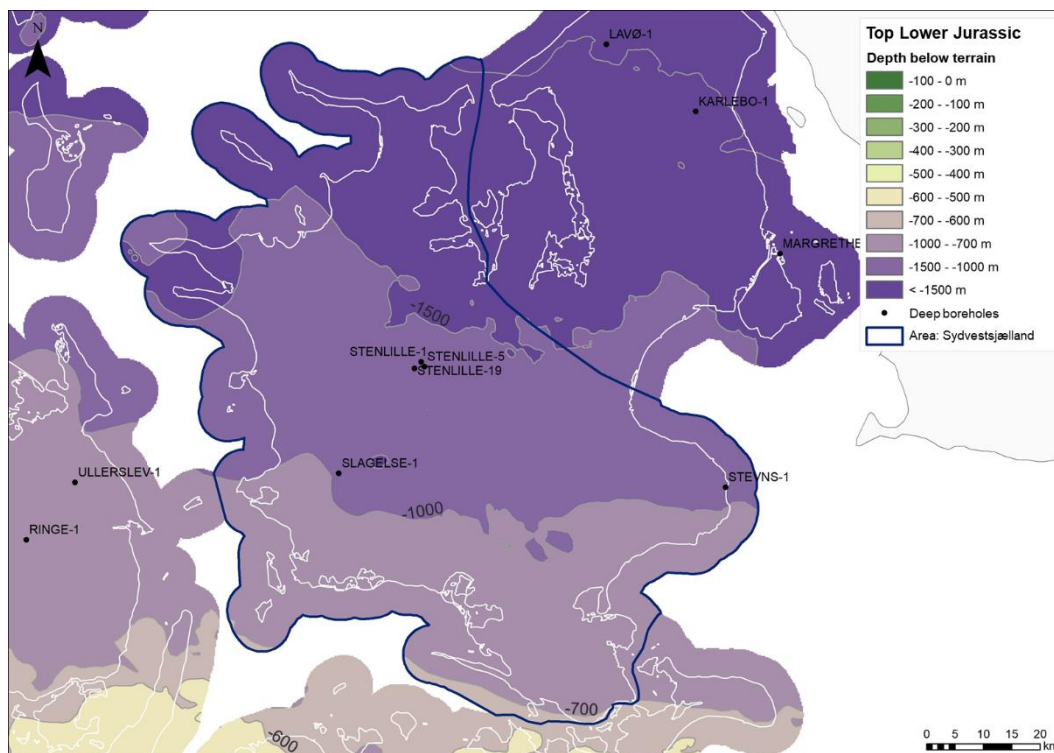 N
LAVØ-1
KARLEBO-1
MARGRETHE
-1500
STENLILLE-1
STENLILLE-5
STENLILLE-19
SLAGELSE-1
ULLERSLEV-1
STEVNS-1
-1000
RINGE-1
-700
-600
Top Lower Jurassic
Depth below terrain
-100 - 0 m
-200 - -100 m
-300 - -200 m
-400 - -300 m
-500 - -400 m
-600 - -500 m
-700 - -600 m
-1000 - -700 m
-1500 - -1000 m
< -1500 m
Deep boreholes
Area: Sydvestsjælland
0 5 10 15 20